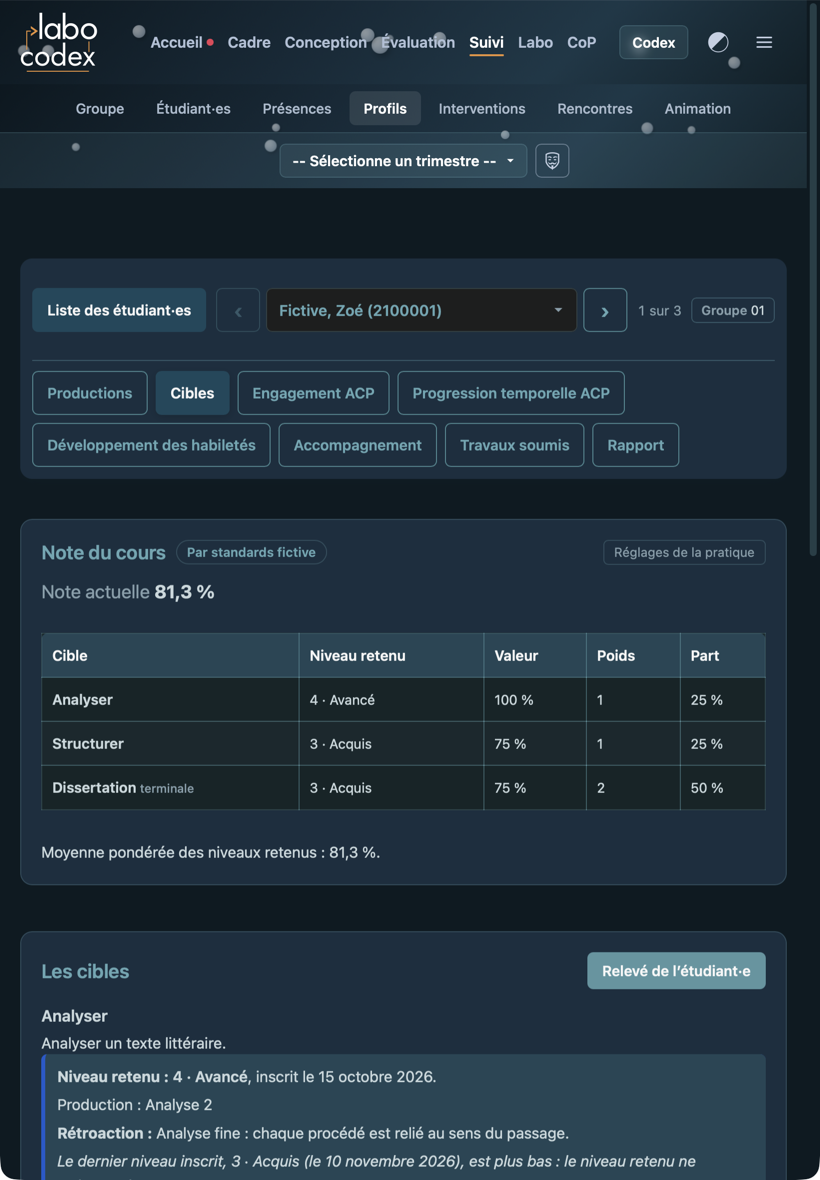 labo
codex
Accueil Cadre Conception Évaluation Suivi Labo CoP Codex
Groupe Étudiant·es Présences Profils Interventions Rencontres Animation
-- Sélectionne un trimestre --
Liste des étudiant·es ‹ Fictive, Zoé (2100001) › 1 sur 3 Groupe 01
Productions Cibles Engagement ACP Progression temporelle ACP
Développement des habiletés Accompagnement Travaux soumis Rapport
Note du cours Par standards fictive Réglages de la pratique
Note actuelle 81,3 %
Cible Niveau retenu Valeur Poids Part
Analyser 4 · Avancé 100 % 1 25 %
Structurer 3 · Acquis 75 % 1 25 %
Dissertation terminale 3 · Acquis 75 % 2 50 %
Moyenne pondérée des niveaux retenus : 81,3 %.
Les cibles Relevé de l’étudiant·e
Analyser
Analyser un texte littéraire.
Niveau retenu : 4 · Avancé, inscrit le 15 octobre 2026.
Production : Analyse 2
Rétroaction : Analyse fine : chaque procédé est relié au sens du passage.
Le dernier niveau inscrit, 3 · Acquis (le 10 novembre 2026), est plus bas : le niveau retenu ne